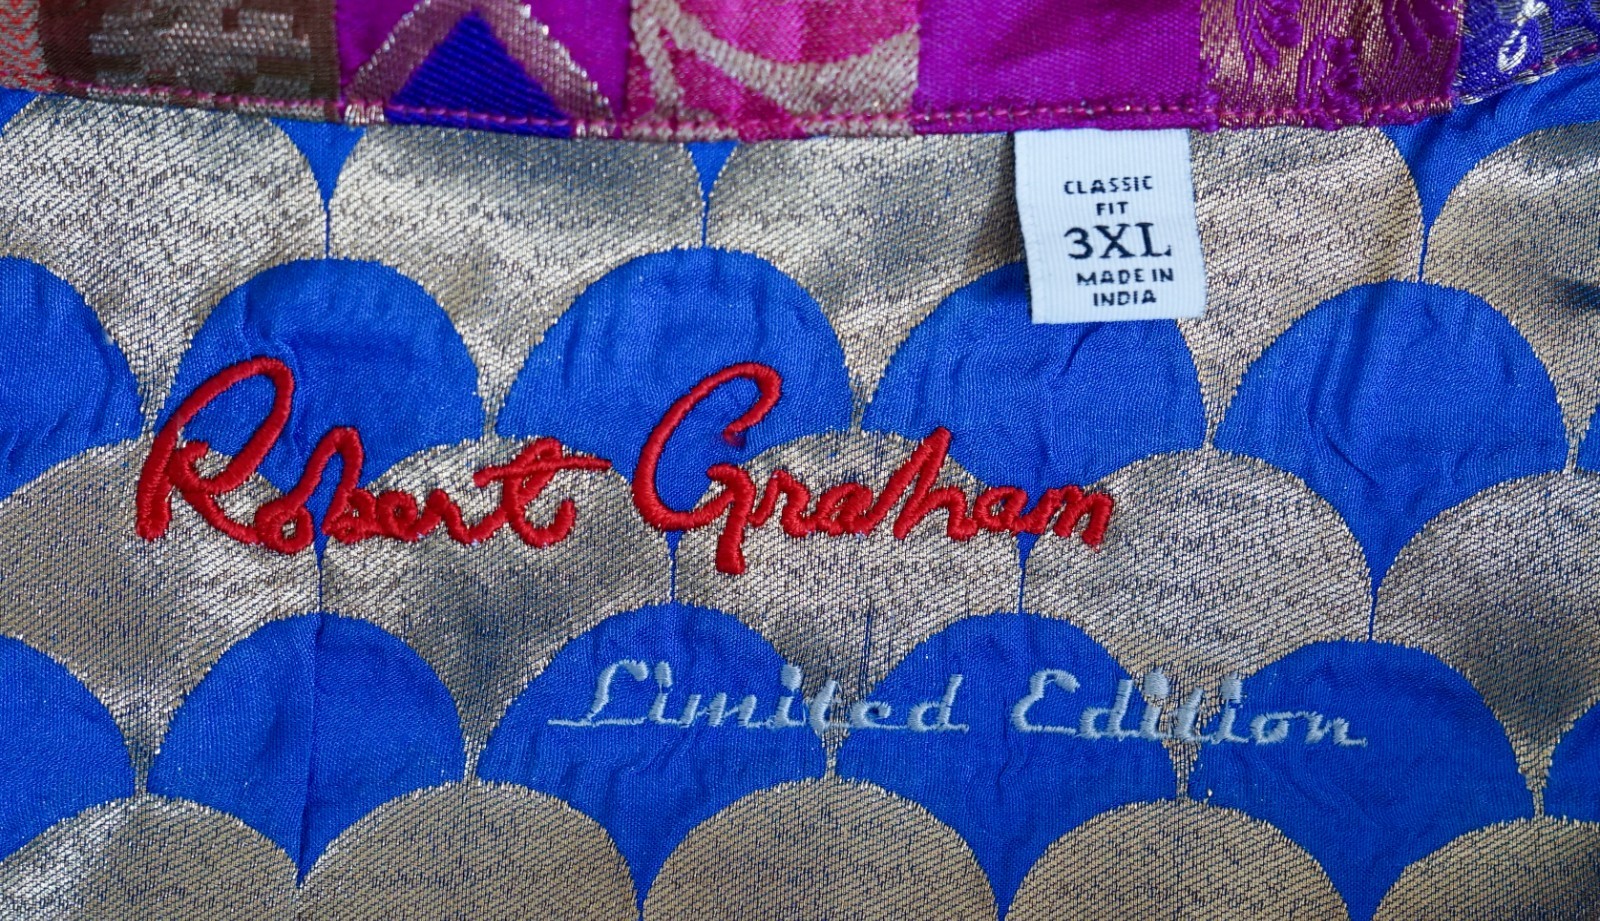 CLASSIC
FIT
3XL
MADE IN
INDIA
Robert Graham
Limited Edition